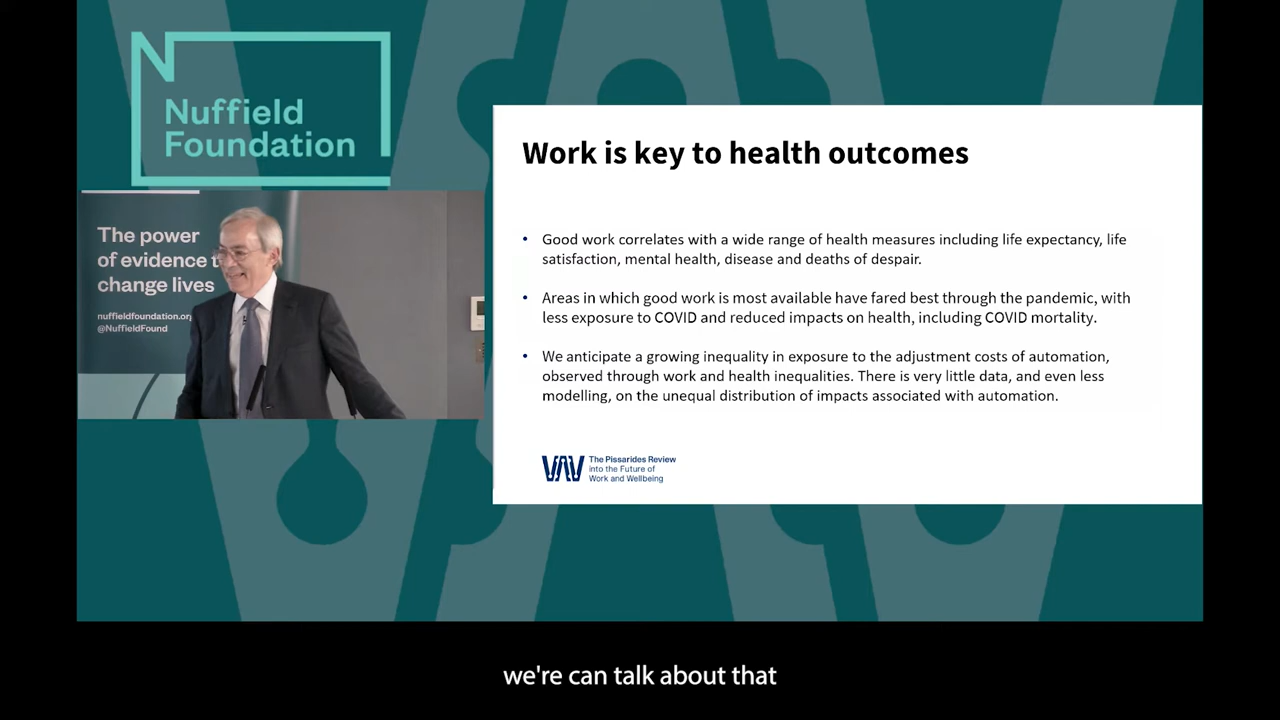 Nuffield
Foundation
The power
of evidence t
change lives
nuffieldfoundation.org
@NuffieldFound
Work is key to health outcomes
• Good work correlates with a wide range of health measures including life expectancy, life
satisfaction, mental health, disease and deaths of despair.
• Areas in which good work is most available have fared best through the pandemic, with
less exposure to COVID and reduced impacts on health, including COVID mortality.
• We anticipate a growing inequality in exposure to the adjustment costs of automation,
observed through work and health inequalities. There is very little data, and even less
modelling, on the unequal distribution of impacts associated with automation.
The Pissarides Review
into the Future of
Work and Wellbeing
we're can talk about that